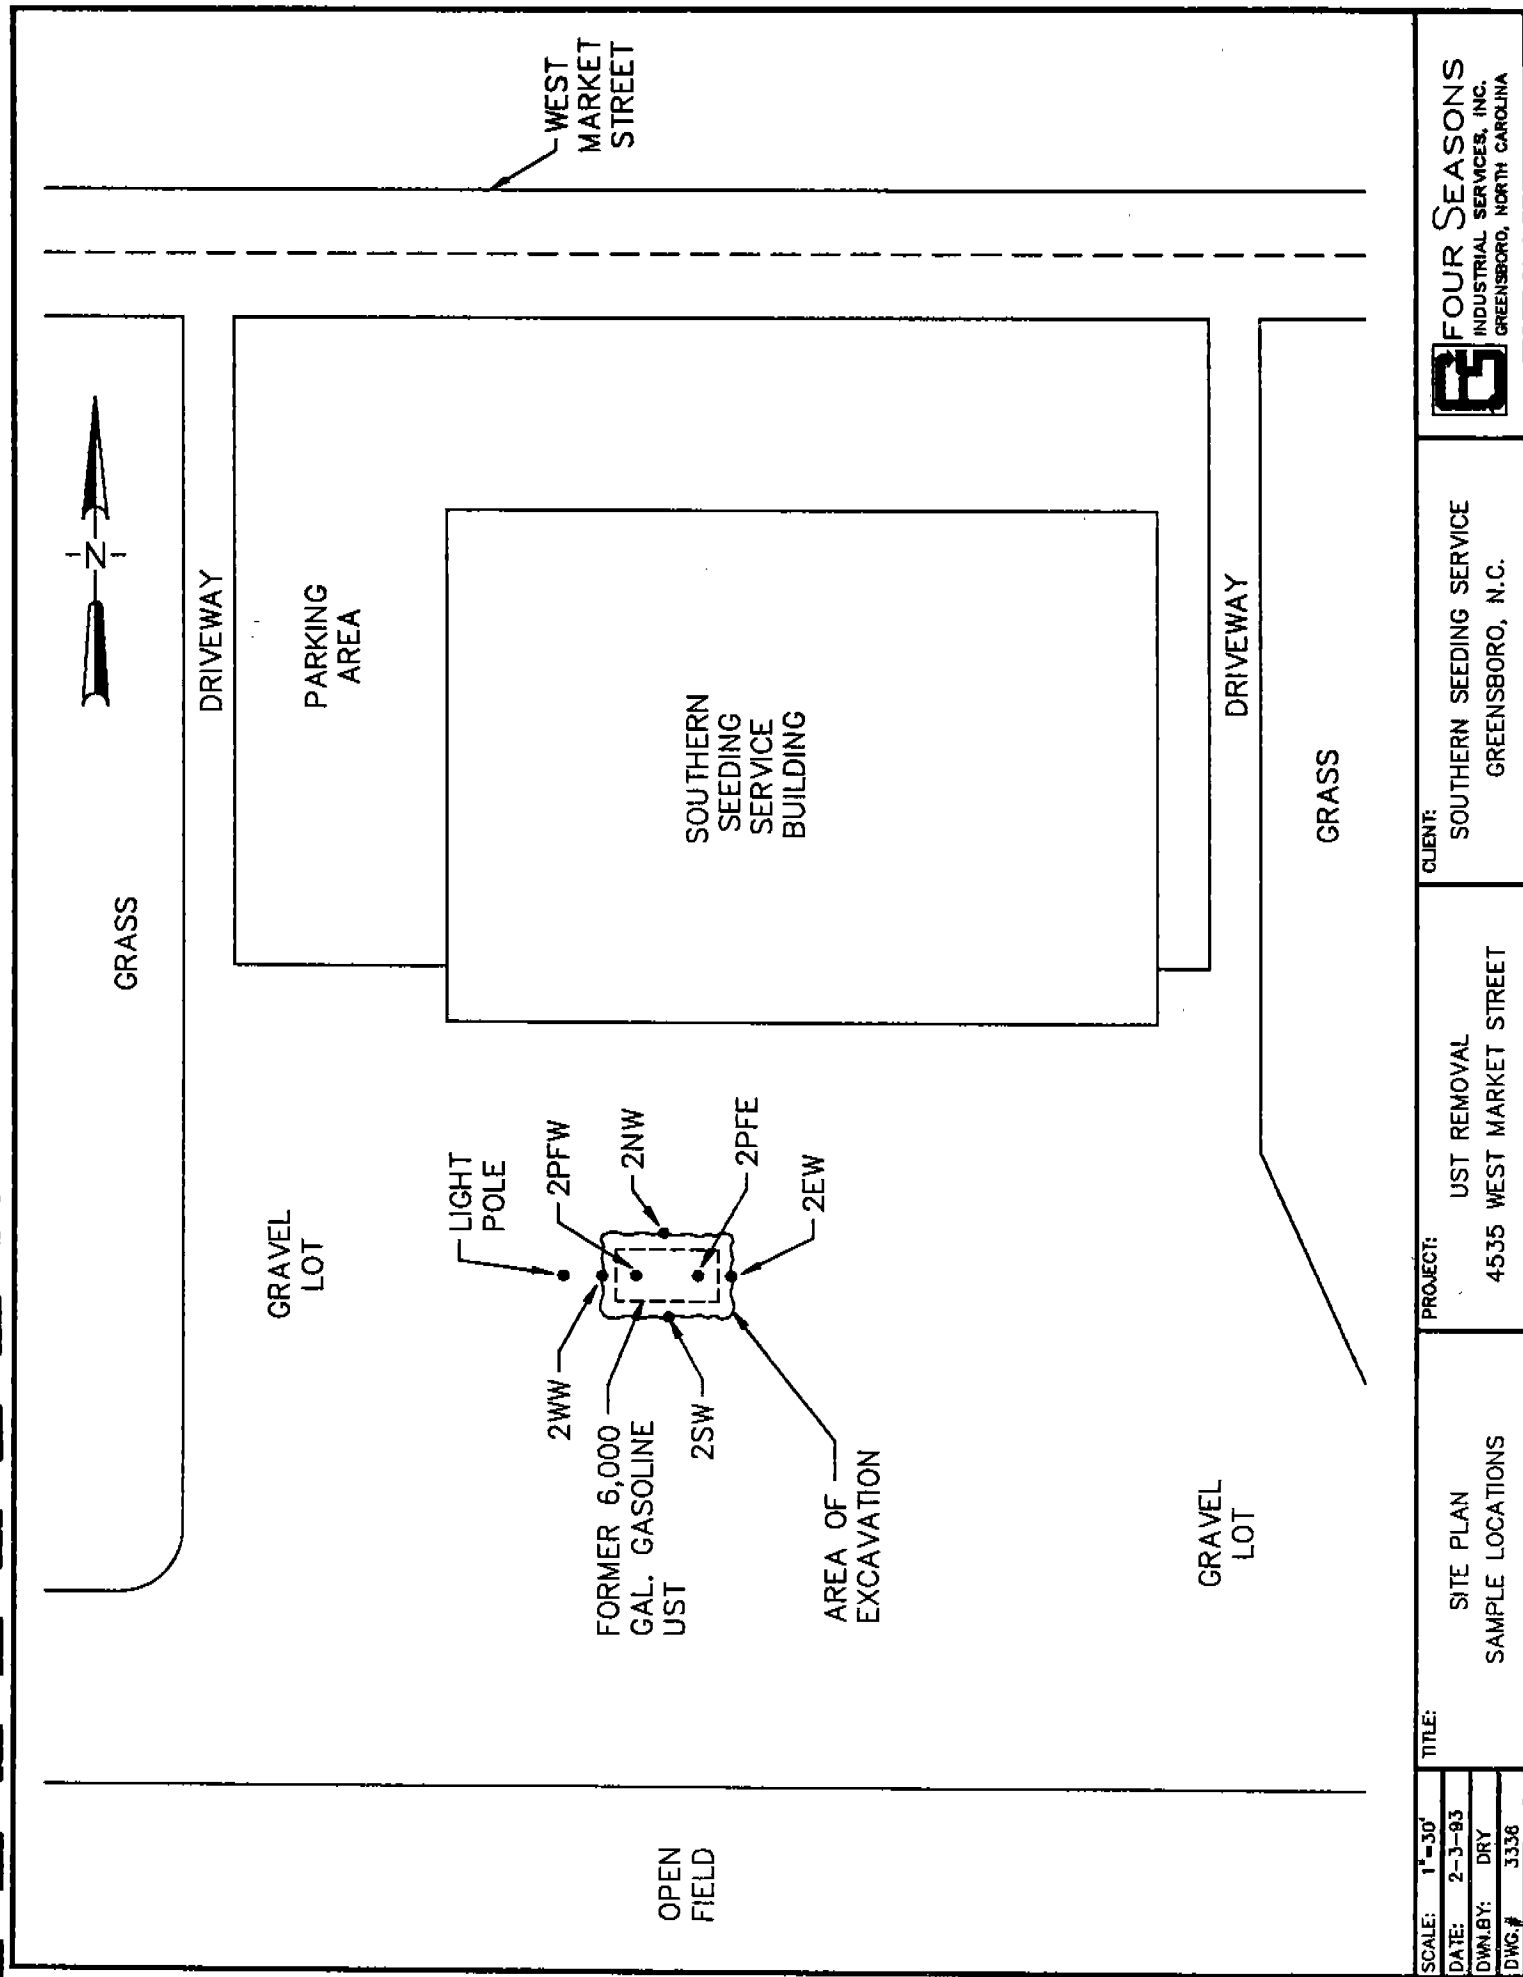 WEST
MARKET
STREET
N
GRASS
DRIVEWAY
PARKING
AREA
SOUTHERN
SEEDING
SERVICE
BUILDING
DRIVEWAY
GRASS
GRAVEL
LOT
LIGHT
POLE
2PFW
2NW
2PFE
2EW
2WW
FORMER 6,000
GAL. GASOLINE
UST
2SW
AREA OF
EXCAVATION
GRAVEL
LOT
OPEN
FIELD
SCALE: 1"=30'
DATE: 2-3-93
DWN.BY: DRY
DWG.# 3336
TITLE:
SITE PLAN
SAMPLE LOCATIONS
PROJECT:
UST REMOVAL
4535 WEST MARKET STREET
CLIENT:
SOUTHERN SEEDING SERVICE
GREENSBORO, N.C.
FOUR SEASONS
INDUSTRIAL SERVICES, INC.
GREENSBORO, NORTH CAROLINA